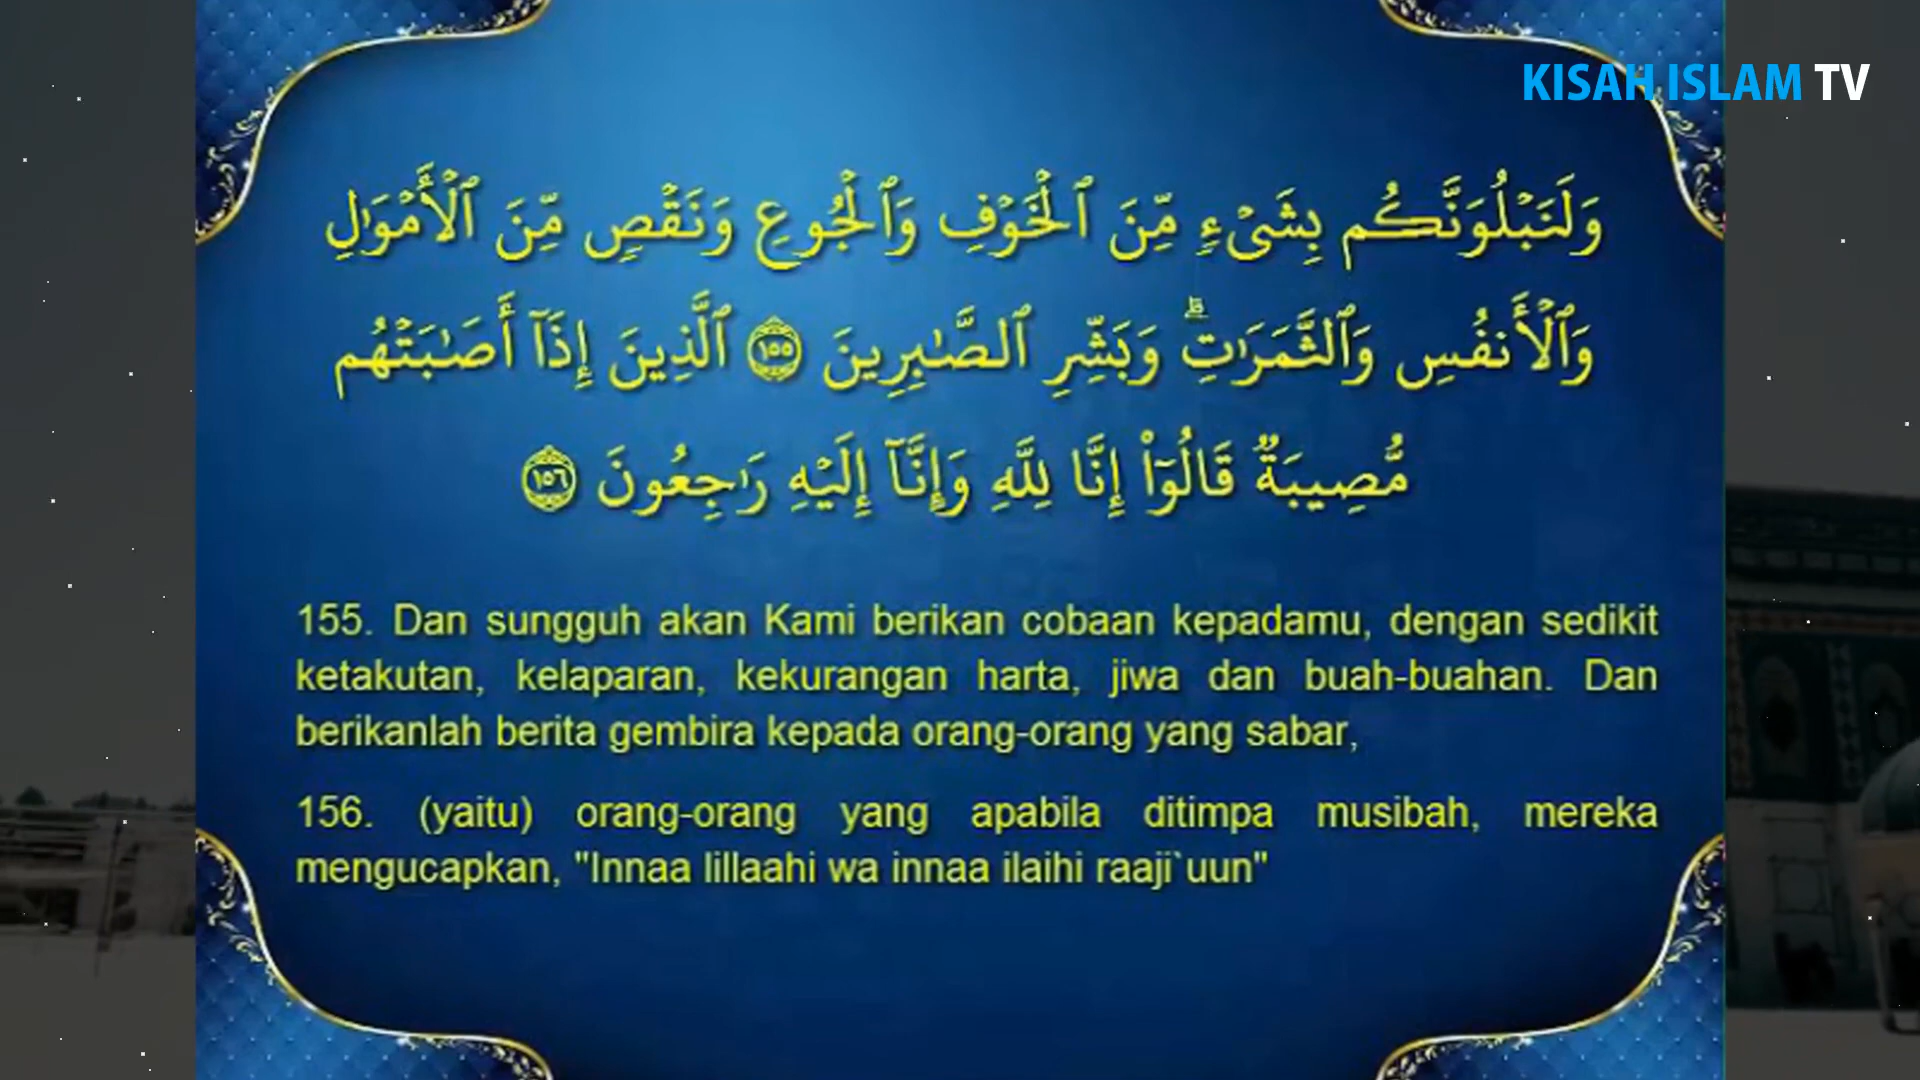 KISAH ISLAM TV
وَلَنَبْلُوَنَّكُم بِشَىْءٍ مِّنَ ٱلْخَوْفِ وَٱلْجُوعِ وَنَقْصٍ مِّنَ ٱلْأَمْوَٰلِ
وَٱلْأَنفُسِ وَٱلثَّمَرَٰتِ ۗ وَبَشِّرِ ٱلصَّـٰبِرِينَ ١٥٥ ٱلَّذِينَ إِذَآ أَصَـٰبَتْهُم
مُّصِيبَةٌ قَالُوٓا۟ إِنَّا لِلَّهِ وَإِنَّآ إِلَيْهِ رَٰجِعُونَ ١٥٦
155. Dan sungguh akan Kami berikan cobaan kepadamu, dengan sedikit
ketakutan, kelaparan, kekurangan harta, jiwa dan buah-buahan. Dan
berikanlah berita gembira kepada orang-orang yang sabar,
156. (yaitu) orang-orang yang apabila ditimpa musibah, mereka
mengucapkan, "Innaa lillaahi wa innaa ilaihi raaji`uun"